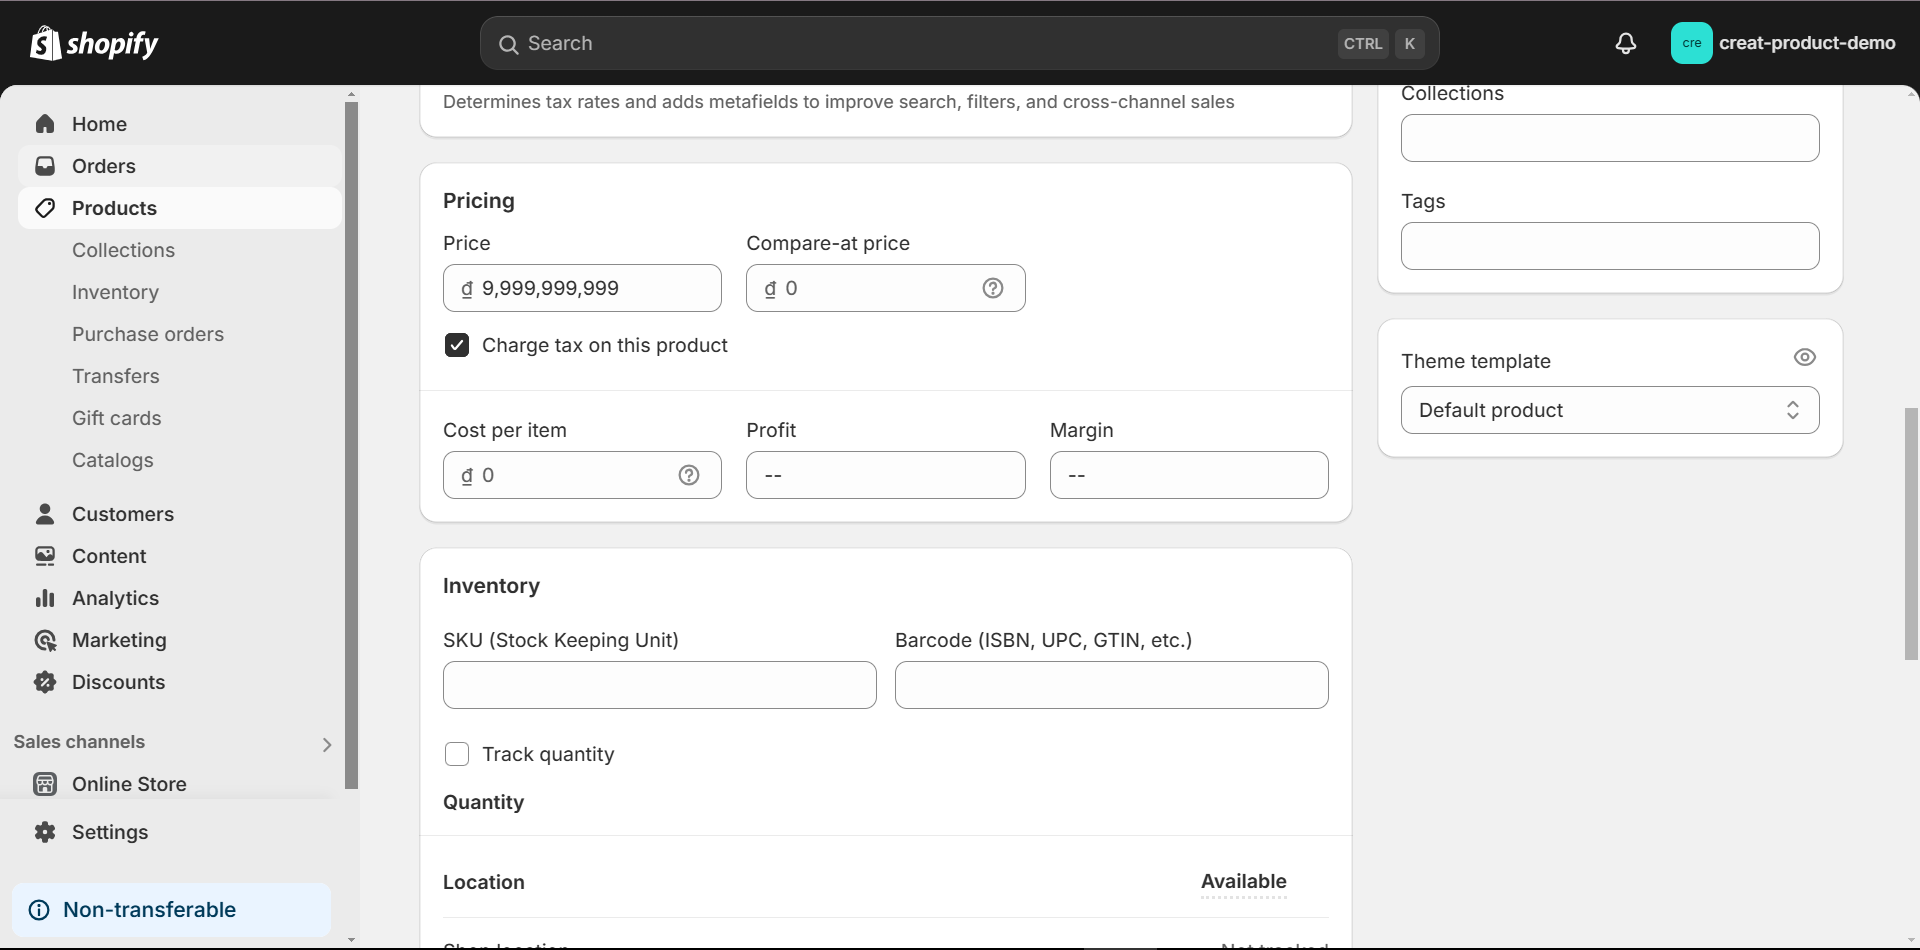 shopify
Search
CTRL K
cre
creat-product-demo
Home
Orders
Products
Collections
Inventory
Purchase orders
Transfers
Gift cards
Catalogs
Customers
Content
Analytics
Marketing
Discounts
Sales channels
Online Store
Settings
Non-transferable
Determines tax rates and adds metafields to improve search, filters, and cross-channel sales
Pricing
Price
Compare-at price
₫ 9,999,999,999
₫ 0
Charge tax on this product
Cost per item
Profit
Margin
₫ 0
--
--
Inventory
SKU (Stock Keeping Unit)
Barcode (ISBN, UPC, GTIN, etc.)
Track quantity
Quantity
Location
Available
Shop location
Not tracked
Collections
Tags
Theme template
Default product